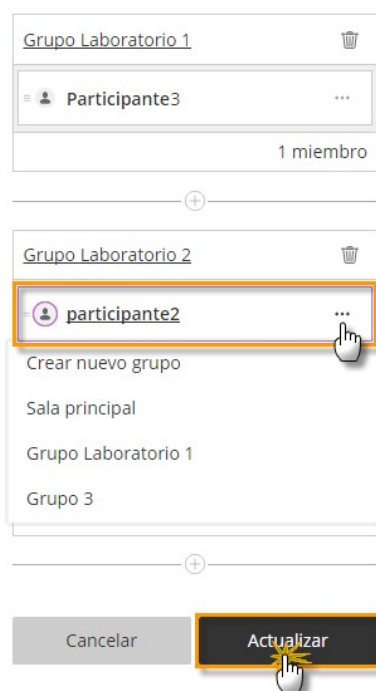 Grupo Laboratorio 1
Participante3
1 miembro
Grupo Laboratorio 2
participante2
Crear nuevo grupo
Sala principal
Grupo Laboratorio 1
Grupo 3
Cancelar Actualizar